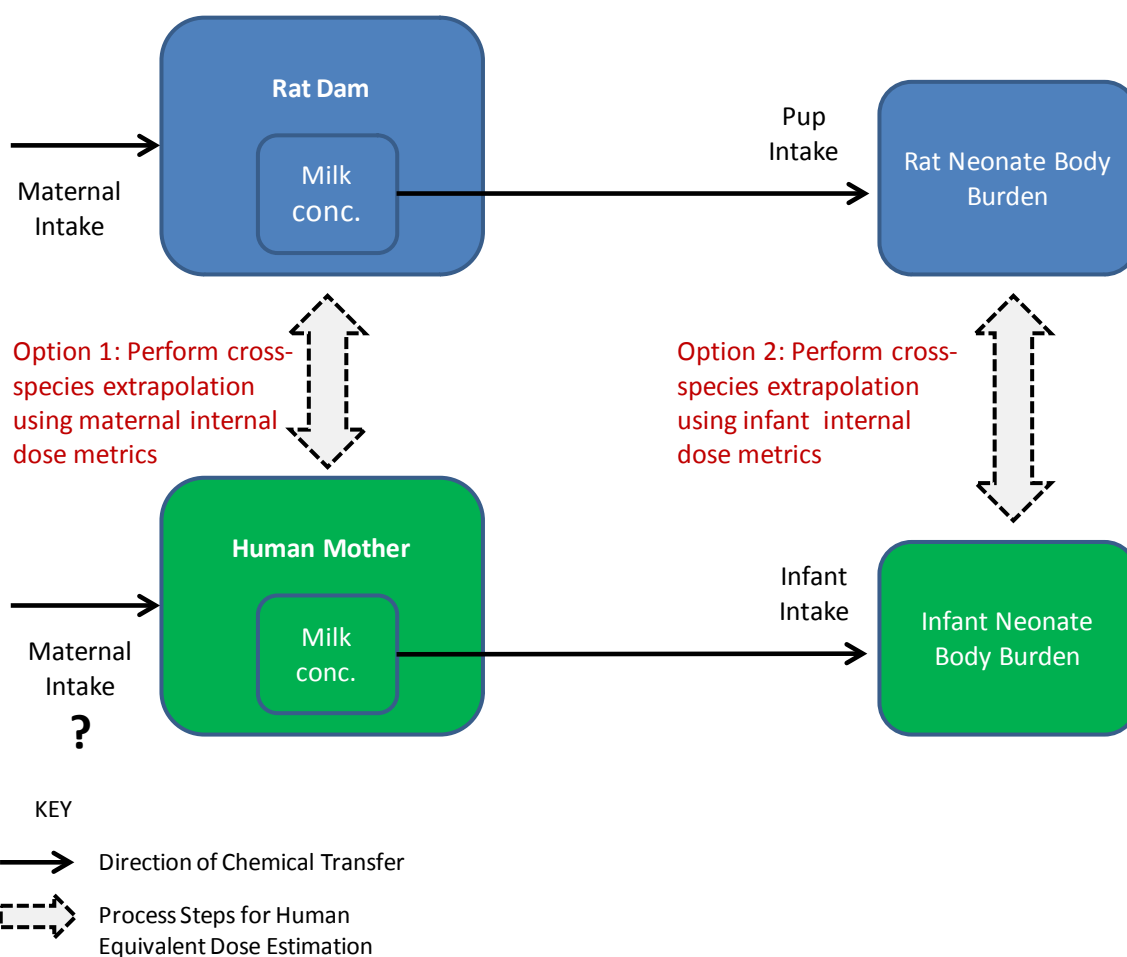 Rat Dam
Milk
conc.
Maternal
Intake
Pup
Intake
Rat Neonate Body
Burden
Option 1: Perform cross-
species extrapolation
using maternal internal
dose metrics
Option 2: Perform cross-
species extrapolation
using infant internal
dose metrics
Human Mother
Milk
conc.
Maternal
Intake
?
Infant
Intake
Infant Neonate
Body Burden
KEY
Direction of Chemical Transfer
Process Steps for Human
Equivalent Dose Estimation